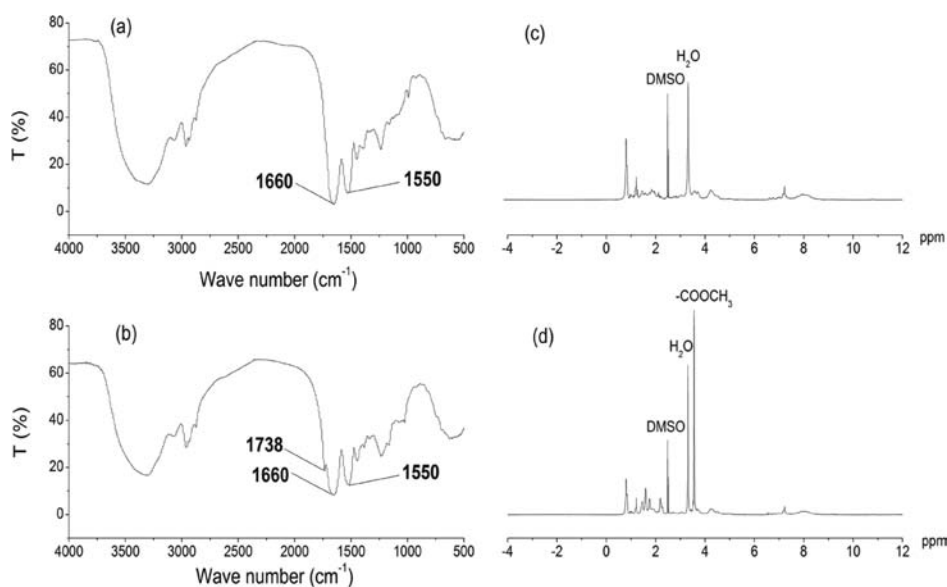 (a)
80
60
40
20
0
T (%)
1660
1550
4000 3500 3000 2500 2000 1500 1000 500
Wave number (cm⁻¹)
(c)
H₂O
DMSO
-4 -2 0 2 4 6 8 10 12
ppm
(b)
80
60
40
20
0
T (%)
1738
1660
1550
4000 3500 3000 2500 2000 1500 1000 500
Wave number (cm⁻¹)
-COOCH₃
(d)
H₂O
DMSO
-4 -2 0 2 4 6 8 10 12
ppm